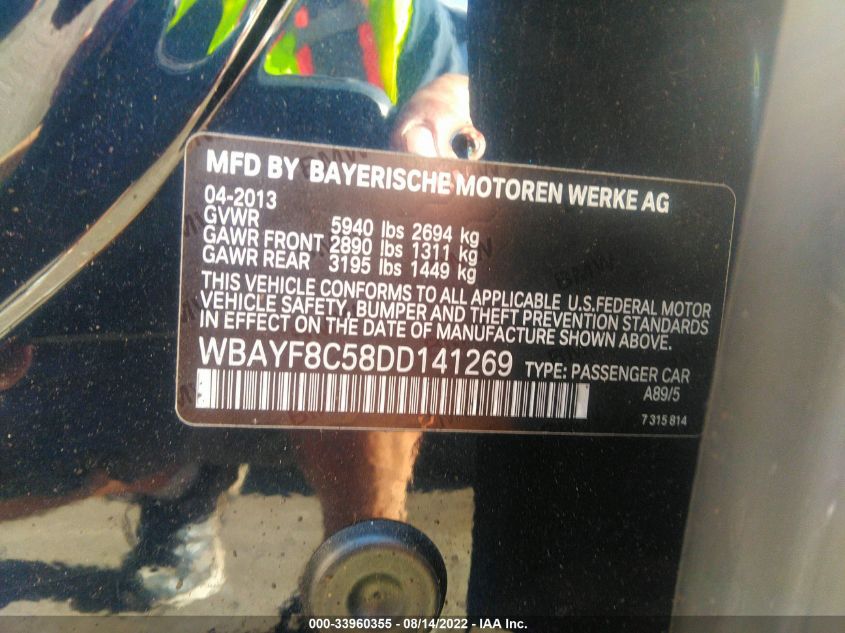 MFD BY BAYERISCHE MOTOREN WERKE AG
04-2013
GVWR 5940 lbs 2694 kg
GAWR FRONT 2890 lbs 1311 kg
GAWR REAR 3195 lbs 1449 kg
THIS VEHICLE CONFORMS TO ALL APPLICABLE U.S.FEDERAL MOTOR
VEHICLE SAFETY, BUMPER AND THEFT PREVENTION STANDARDS
IN EFFECT ON THE DATE OF MANUFACTURE SHOWN ABOVE.
WBAYF8C58DD141269 TYPE: PASSENGER CAR
A89/5
7 315 814
000-33960355 - 08/14/2022 - IAA Inc.